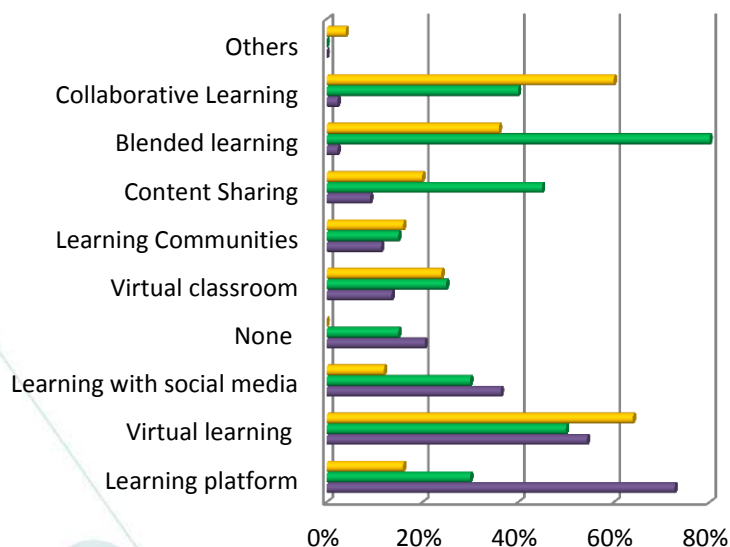 Others
Collaborative Learning
Blended learning
Content Sharing
Learning Communities
Virtual classroom
None
Learning with social media
Virtual learning
Learning platform
0% 20% 40% 60% 80%